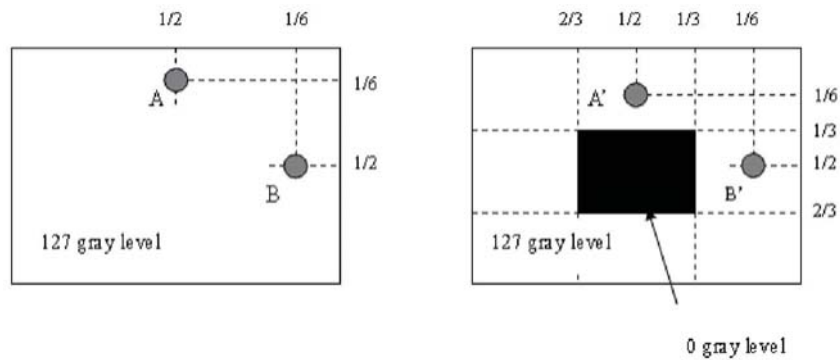 1/2 1/6
1/6
A
1/2
B
127 gray level
2/3 1/2 1/3 1/6
A' 1/6
1/3
1/2
B'
2/3
127 gray level
0 gray level